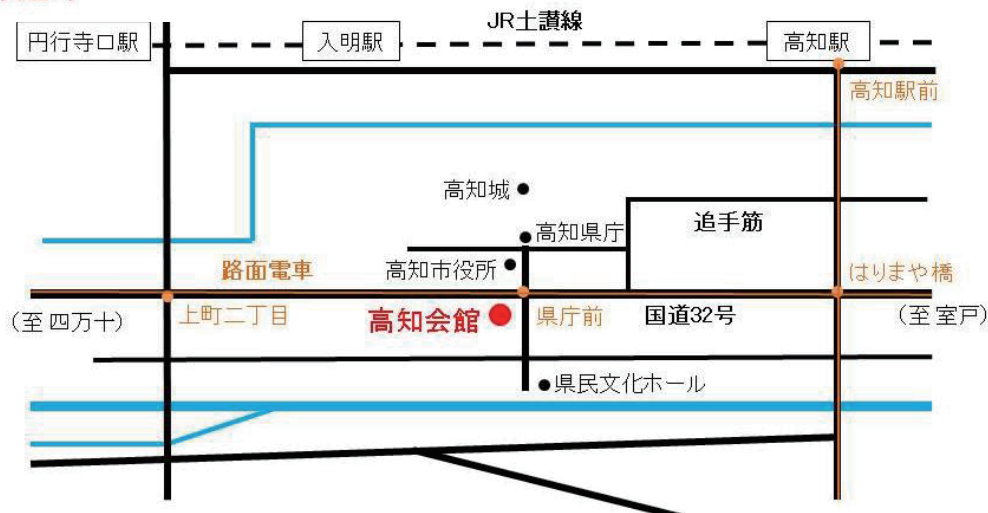 JR土讃線
円行寺口駅
入明駅
高知駅
高知駅前
高知城
高知県庁
追手筋
路面電車
高知市役所
はりまや橋
(至四万十)
上町二丁目
高知会館
県庁前
国道32号
(至室戸)
県民文化ホール